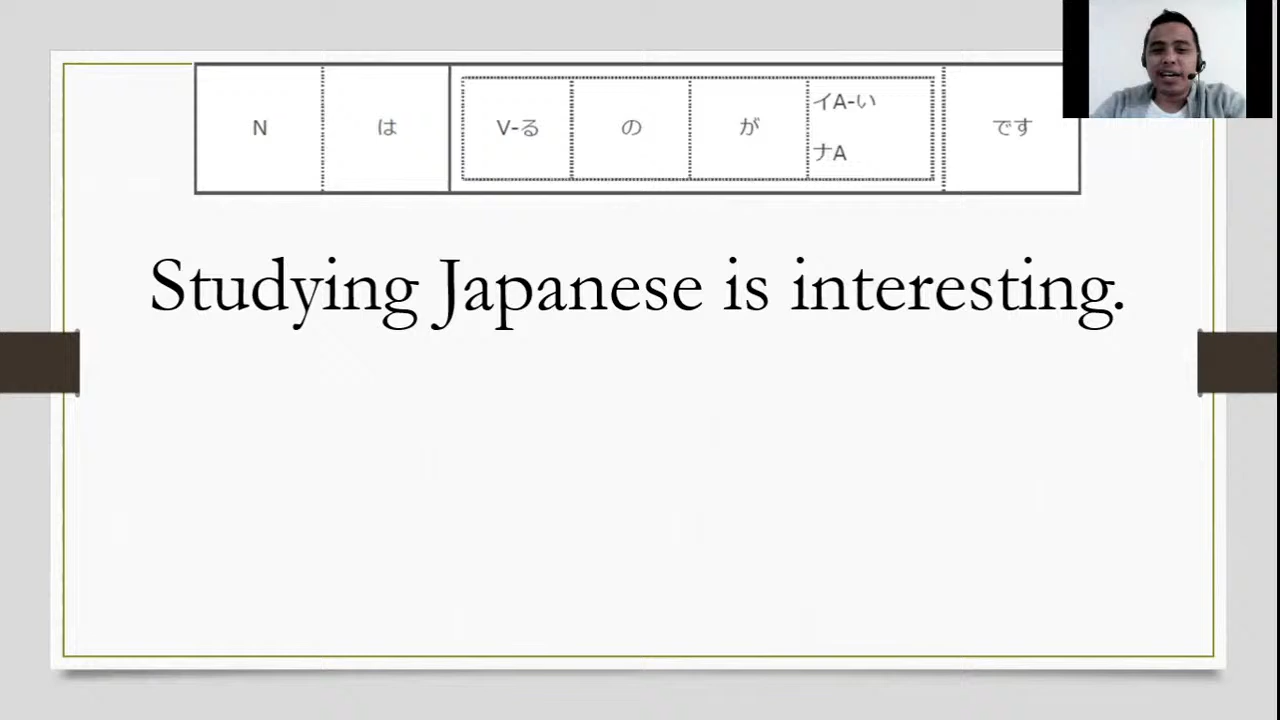 N は V-る の が イA-い です
ナA
Studying Japanese is interesting.